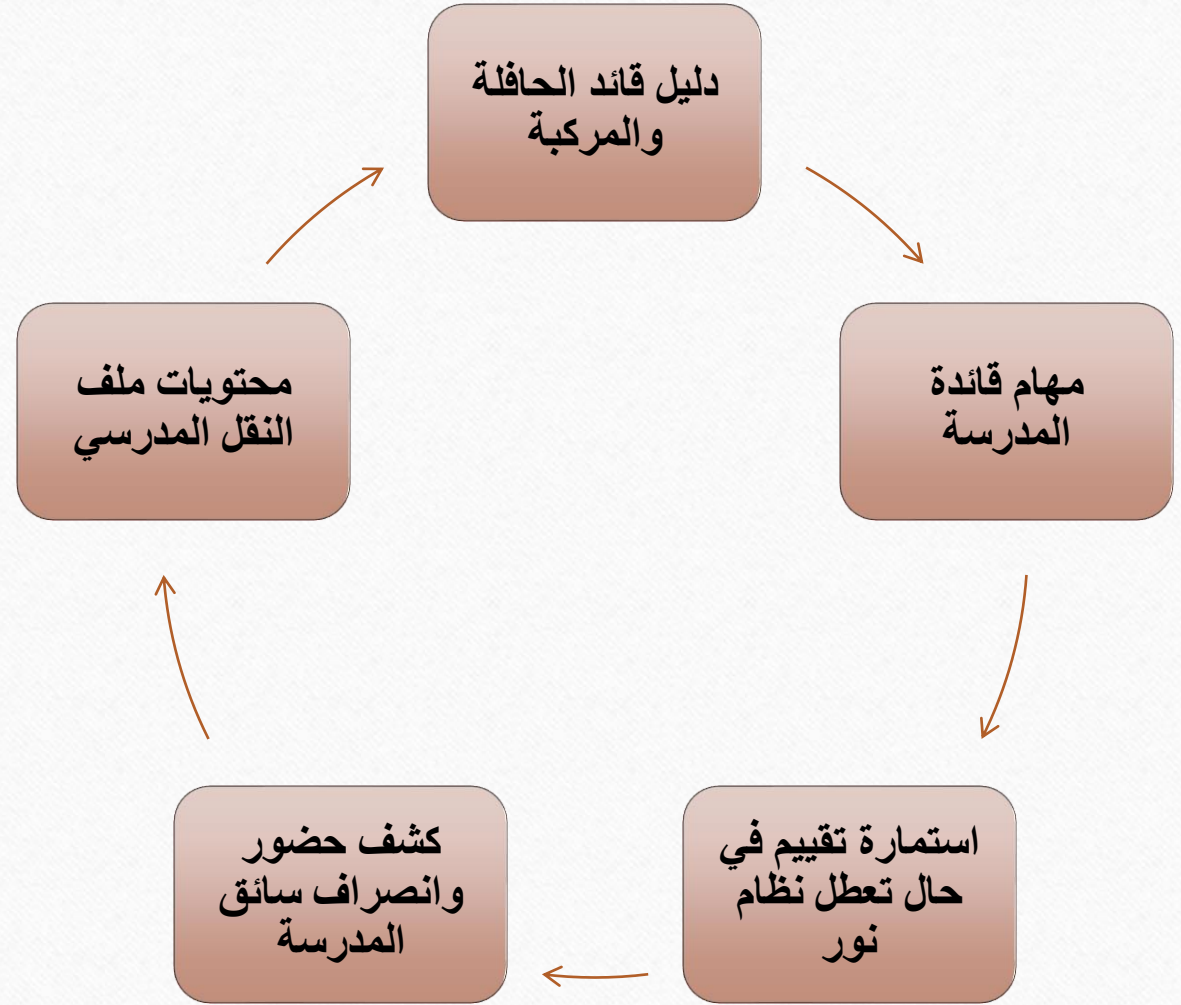 دليل قائد الحافلة
والمركبة
مهام قائدة
المدرسة
استمارة تقييم في
حال تعطل نظام
نور
كشف حضور
وانصراف سائق
المدرسة
محتويات ملف
النقل المدرسي